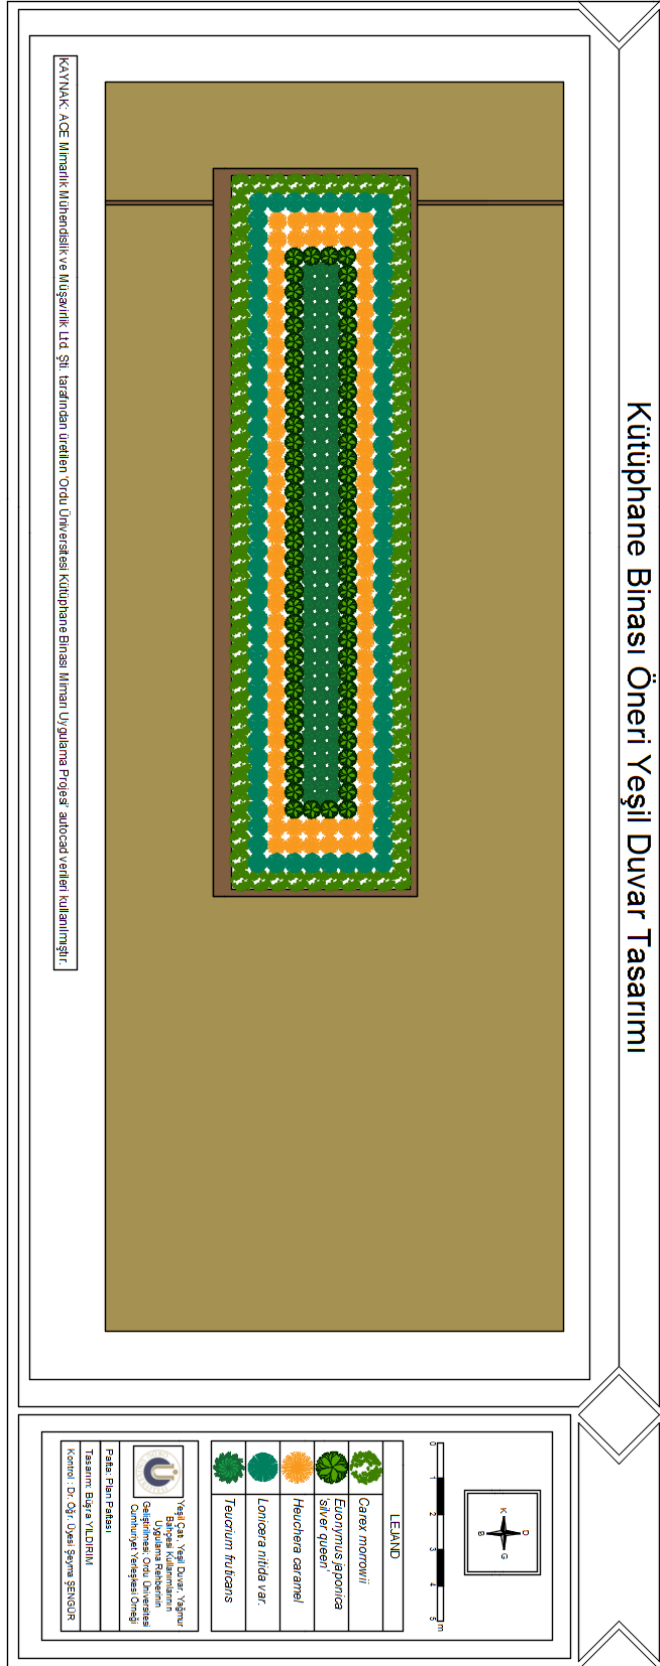 Kütüphane Binası Öneri Yeşil Duvar Tasarımı
K
D
B
G
0 1 2 3 4 5 m
LEJAND
Carex morrowii
Euonymus japonica
'silver queen'
Heuchera caramel
Lonicera nitida var.
Teucrium fruticans
Yeşil Çatı, Yeşil Duvar, Yağmur
Bahçesi Kullanımlarının
Uygulama Rehberinin
Geliştirilmesi: Ordu Üniversitesi
Cumhuriyet Yerleşkesi Örneği
Pafta: Plan Paftası
Tasarım: Büşra YILDIRIM
Kontrol : Dr. Öğr. Üyesi Şeyma ŞENGÜR
KAYNAK: ACE Mimarlık Mühendislik ve Müşavirlik Ltd. Şti. tarafından üretilen 'Ordu Üniversitesi Kütüphane Binası Mimari Uygulama Projesi' autocad verileri kullanılmıştır.